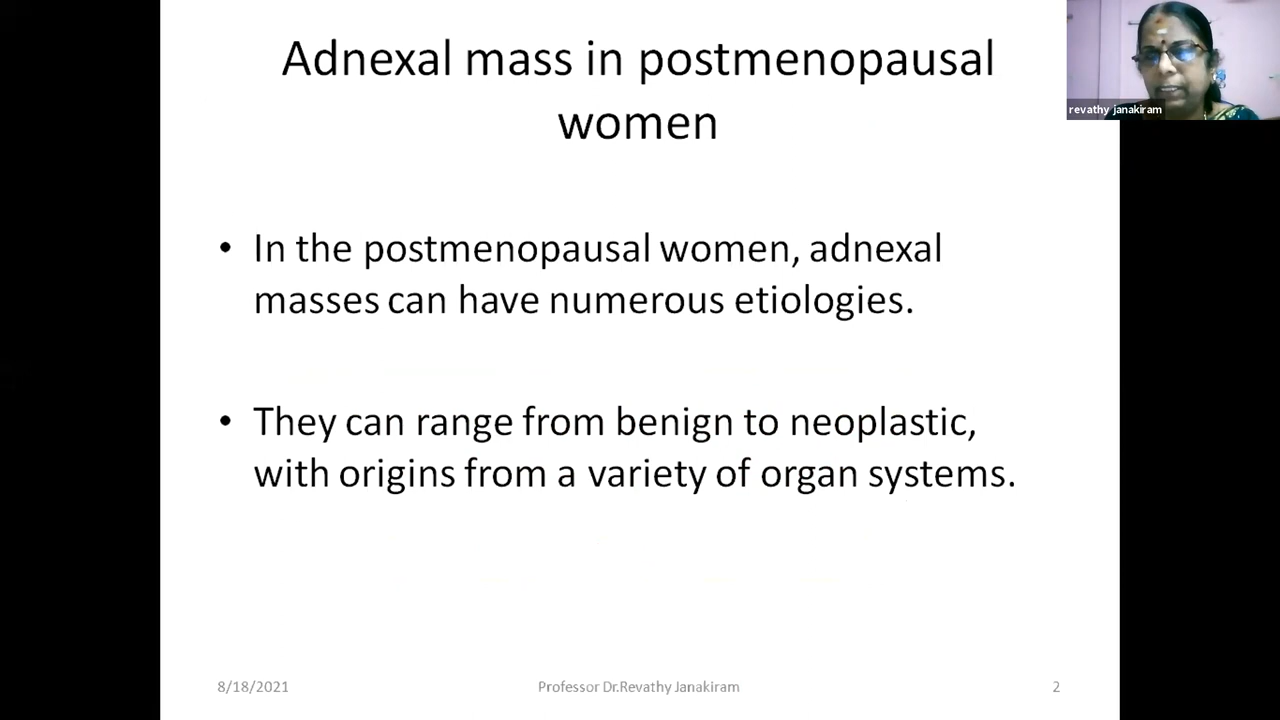 Adnexal mass in postmenopausal
women
revathy janakiram
• In the postmenopausal women, adnexal
masses can have numerous etiologies.
• They can range from benign to neoplastic,
with origins from a variety of organ systems.
8/18/2021
Professor Dr.Revathy Janakiram
2